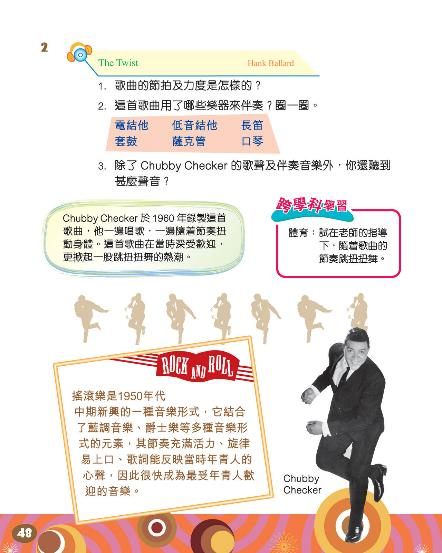 2
The Twist
Hank Ballard
1. 歌曲的節拍及力度是怎樣的？
2. 這首歌曲用了哪些樂器來伴奏？圈一圈。
電結他 低音結他 長笛
套鼓 薩克管 口琴
3. 除了 Chubby Checker 的歌聲及伴奏音樂外，你還聽到
甚麼聲音？
Chubby Checker 於 1960 年錄製這首
歌曲，他一邊唱歌，一邊隨着節奏扭
動身體。這首歌曲在當時深受歡迎，
更掀起一股跳扭扭舞的熱潮。
跨學科學習
體育：試在老師的指導
下，隨着歌曲的
節奏跳扭扭舞。
ROCK AND ROLL
搖滾樂是1950年代
中期新興的一種音樂形式，它結合
了藍調音樂、爵士樂等多種音樂形
式的元素，其節奏充滿活力、旋律
易上口、歌詞能反映當時年青人的
心聲，因此很快成為最受年青人歡
迎的音樂。
Chubby
Checker
48